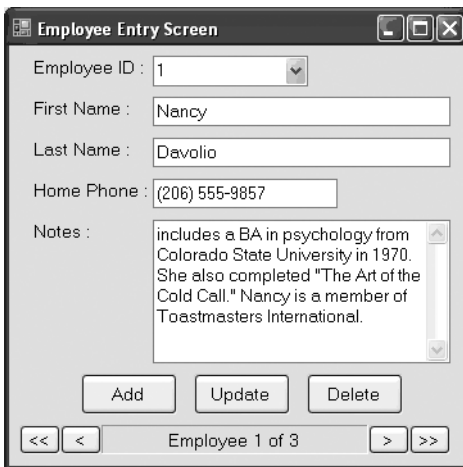 Employee Entry Screen
Employee ID : 1
First Name : Nancy
Last Name : Davolio
Home Phone : (206) 555-9857
Notes : includes a BA in psychology from
Colorado State University in 1970.
She also completed "The Art of the
Cold Call." Nancy is a member of
Toastmasters International.
Add Update Delete
<< < Employee 1 of 3 > >>